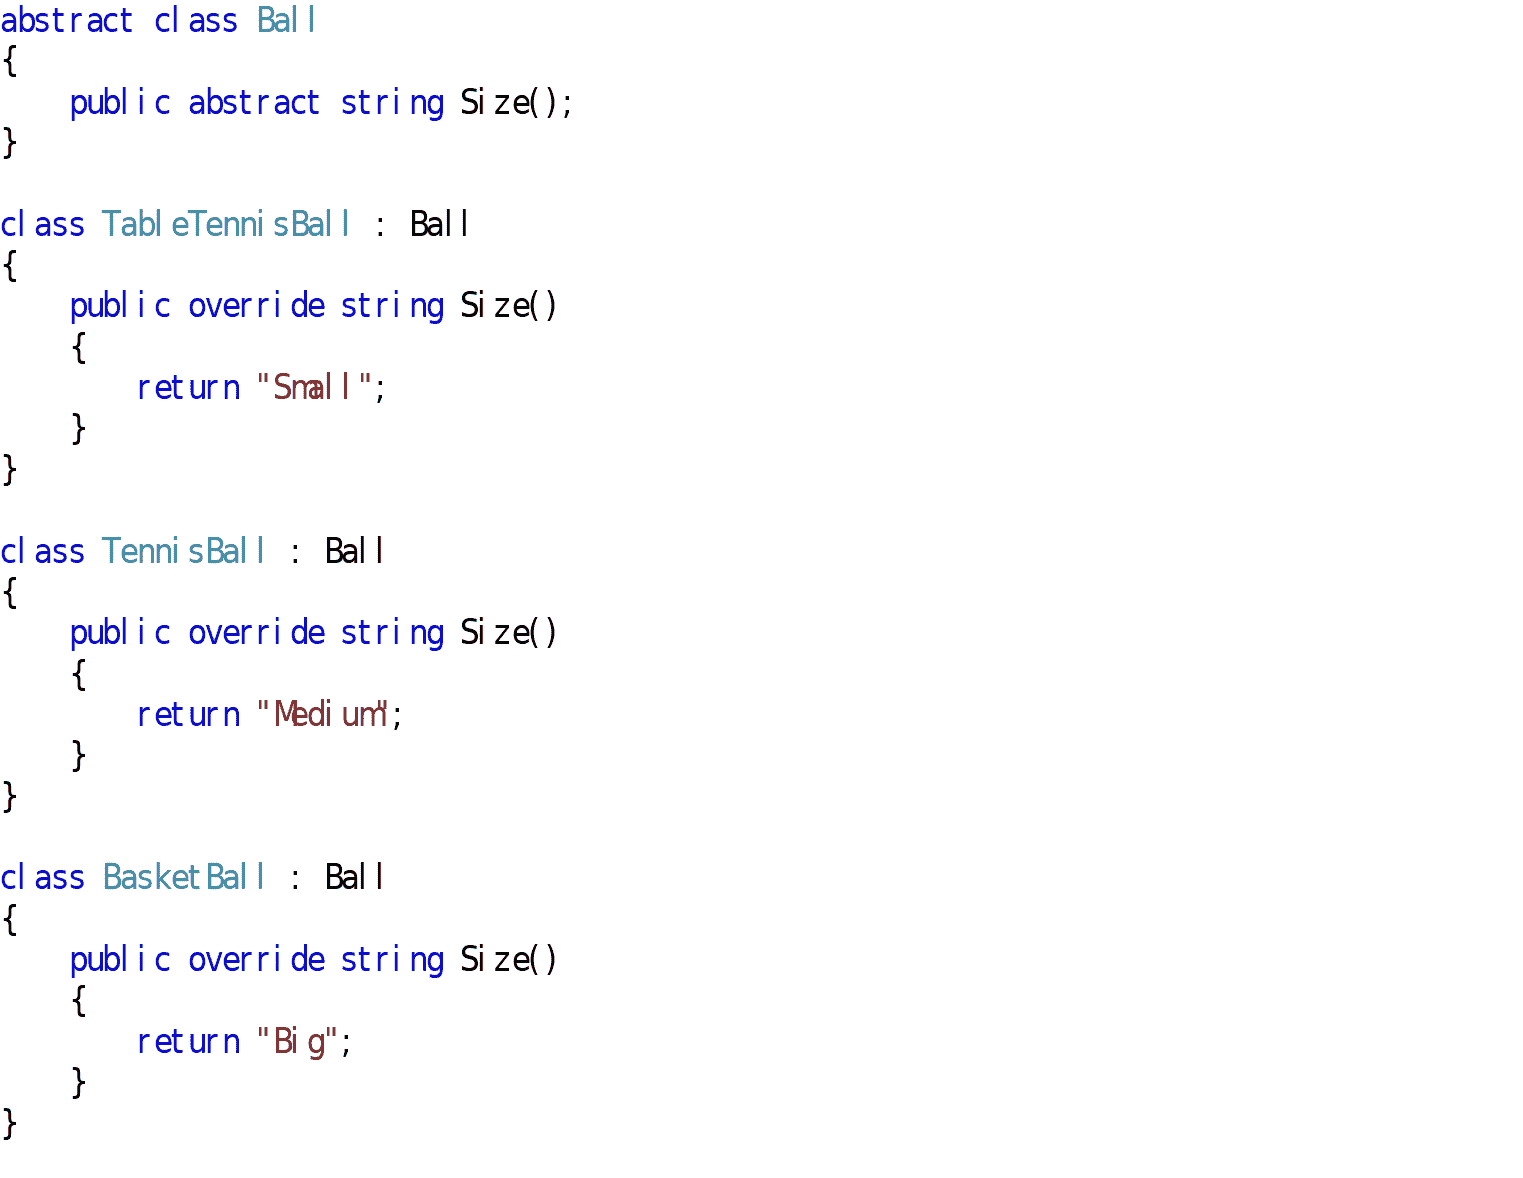 abstract class Ball
{
    public abstract string Size();
}

class TableTennisBall : Ball
{
    public override string Size()
    {
        return "Small";
    }
}

class TennisBall : Ball
{
    public override string Size()
    {
        return "Medium";
    }
}

class BasketBall : Ball
{
    public override string Size()
    {
        return "Big";
    }
}